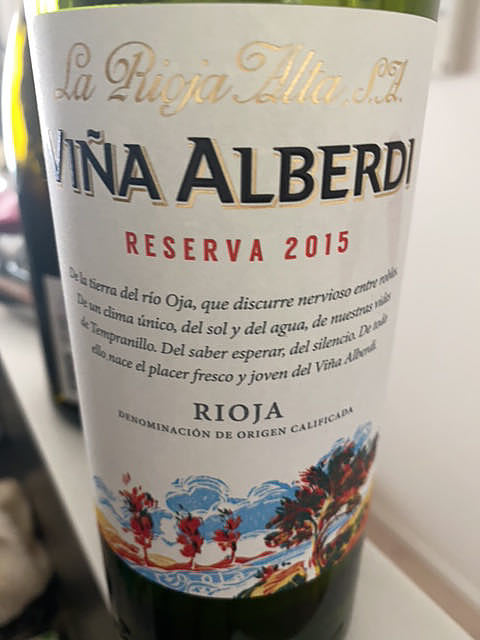 La Rioja Alta, S.A.
VIÑA ALBERDI
RESERVA 2015
De la tierra del río Oja, que discurre nervioso entre robles.
De un clima único, del sol y del agua, de nuestras vides
de Tempranillo. Del saber esperar, del silencio. De todo
ello nace el placer fresco y joven del Viña Alberdi.
RIOJA
DENOMINACIÓN DE ORIGEN CALIFICADA